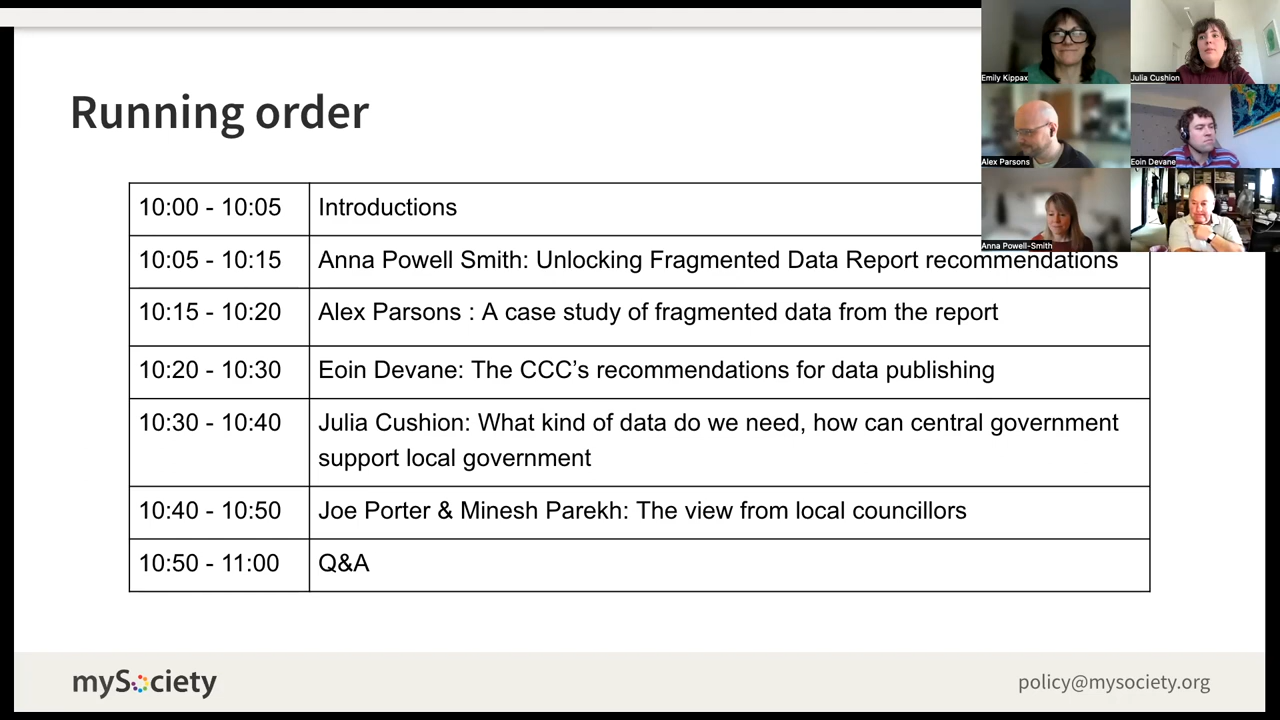 Emily Kippax
Julia Cushion
Running order
Alex Parsons
Eoin Devane
10:00 - 10:05 Introductions
Anna Powell-Smith
10:05 - 10:15 Anna Powell Smith: Unlocking Fragmented Data Report recommendations
10:15 - 10:20 Alex Parsons : A case study of fragmented data from the report
10:20 - 10:30 Eoin Devane: The CCC’s recommendations for data publishing
10:30 - 10:40 Julia Cushion: What kind of data do we need, how can central government
support local government
10:40 - 10:50 Joe Porter & Minesh Parekh: The view from local councillors
10:50 - 11:00 Q&A
mySociety
policy@mysociety.org